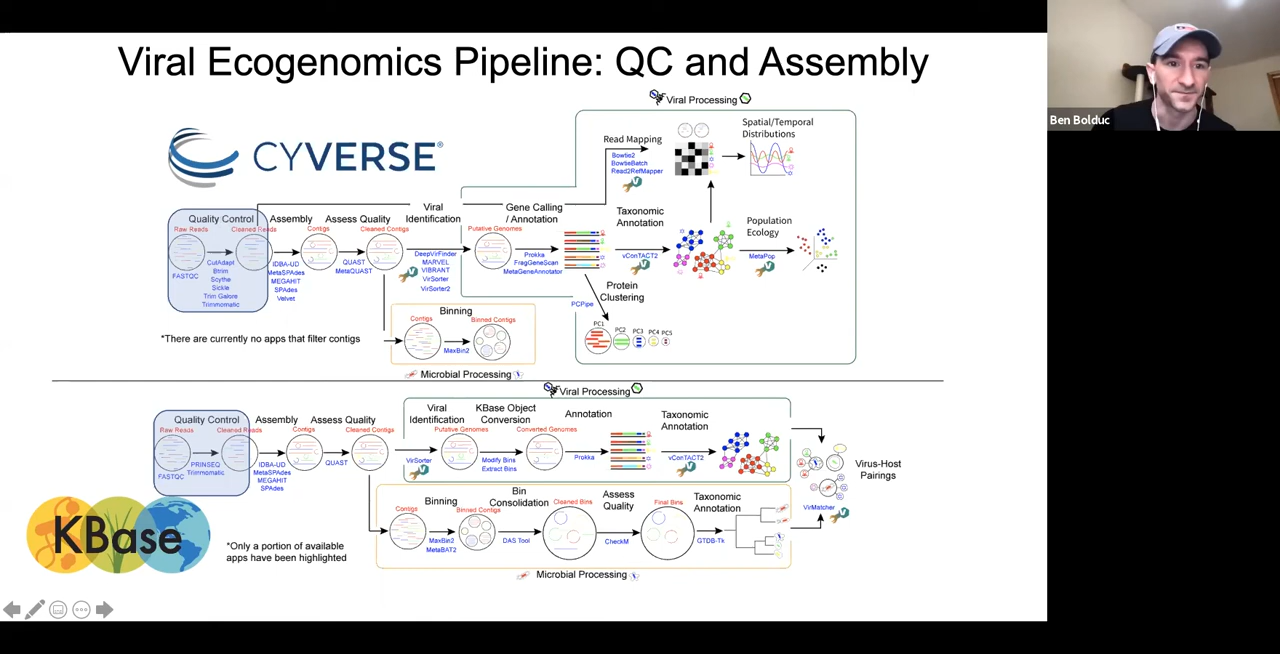 Viral Ecogenomics Pipeline: QC and Assembly
Ben Bolduc
CYVERSE®
Viral Processing
Read Mapping
Bowtie2
BowtieBatch
Read2RefMapper
Spatial/Temporal
Distributions
Quality Control
Raw Reads
Cleaned Reads
FASTQC
CutAdapt
Btrim
Scythe
Sickle
Trim Galore
Trimmomatic
Assembly
IDBA-UD
MetaSPAdes
MEGAHIT
SPAdes
Velvet
Contigs
Assess Quality
Cleaned Contigs
QUAST
MetaQUAST
Viral
Identification
DeepVirFinder
MARVEL
VIBRANT
VirSorter
VirSorter2
Putative Genomes
Gene Calling
/ Annotation
Prokka
FragGeneScan
MetaGeneAnnotator
Taxonomic
Annotation
vConTACT2
Population
Ecology
MetaPop
Protein
Clustering
PCPipe
PC1
PC2
PC3
PC4
PC5
Binning
Contigs
Binned Contigs
MaxBin2
Microbial Processing
*There are currently no apps that filter contigs
Viral Processing
Quality Control
Raw Reads
Cleaned Reads
FASTQC
PRINSEQ
Trimmomatic
Assembly
IDBA-UD
MetaSPAdes
MEGAHIT
SPAdes
Contigs
Assess Quality
Cleaned Contigs
QUAST
Viral
Identification
VirSorter
Putative Genomes
KBase Object
Conversion
Modify Bins
Extract Bins
Converted Genomes
Annotation
Prokka
Taxonomic
Annotation
vConTACT2
Virus-Host
Pairings
VirMatcher
Binning
Contigs
Binned Contigs
MaxBin2
MetaBAT2
Bin
Consolidation
DAS Tool
Cleaned Bins
Assess
Quality
CheckM
Final Bins
Taxonomic
Annotation
GTDB-Tk
Microbial Processing
KBase
*Only a portion of available
apps have been highlighted